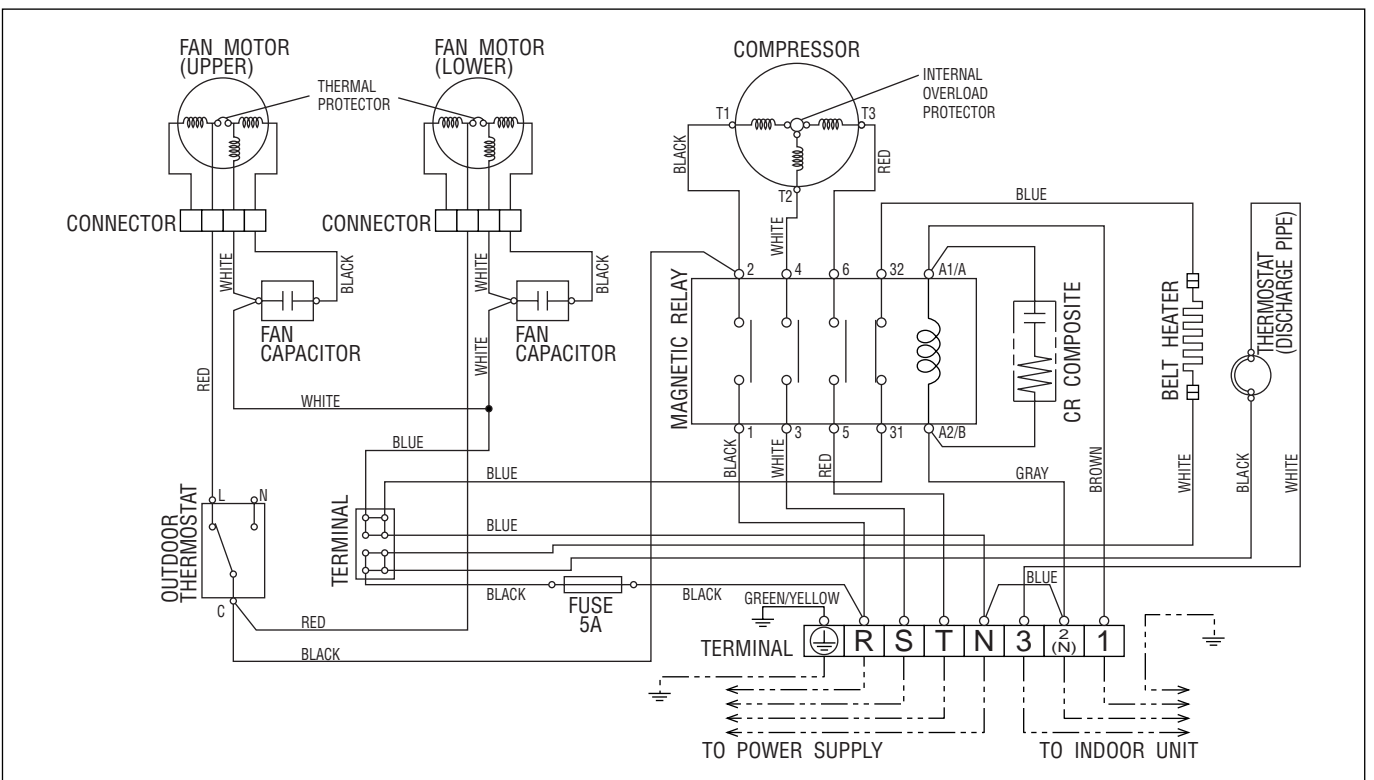 FAN MOTOR
(UPPER)
FAN MOTOR
(LOWER)
COMPRESSOR
THERMAL
PROTECTOR
INTERNAL
OVERLOAD
PROTECTOR
T1
T3
T2
BLACK
RED
WHITE
BLUE
CONNECTOR
CONNECTOR
WHITE
BLACK
WHITE
BLACK
FAN
CAPACITOR
FAN
CAPACITOR
WHITE
RED
WHITE
MAGNETIC RELAY
2
4
6
32
A1/A
1
3
5
31
A2/B
CR COMPOSITE
BELT HEATER
THERMOSTAT
(DISCHARGE PIPE)
BLUE
BLUE
BLUE
BLACK
WHITE
RED
GRAY
BROWN
WHITE
BLACK
WHITE
OUTDOOR
THERMOSTAT
L
N
C
TERMINAL
BLACK
FUSE
5A
BLACK
GREEN/YELLOW
BLUE
RED
BLACK
TERMINAL
R
S
T
N
3
2
(N)
1
TO POWER SUPPLY
TO INDOOR UNIT